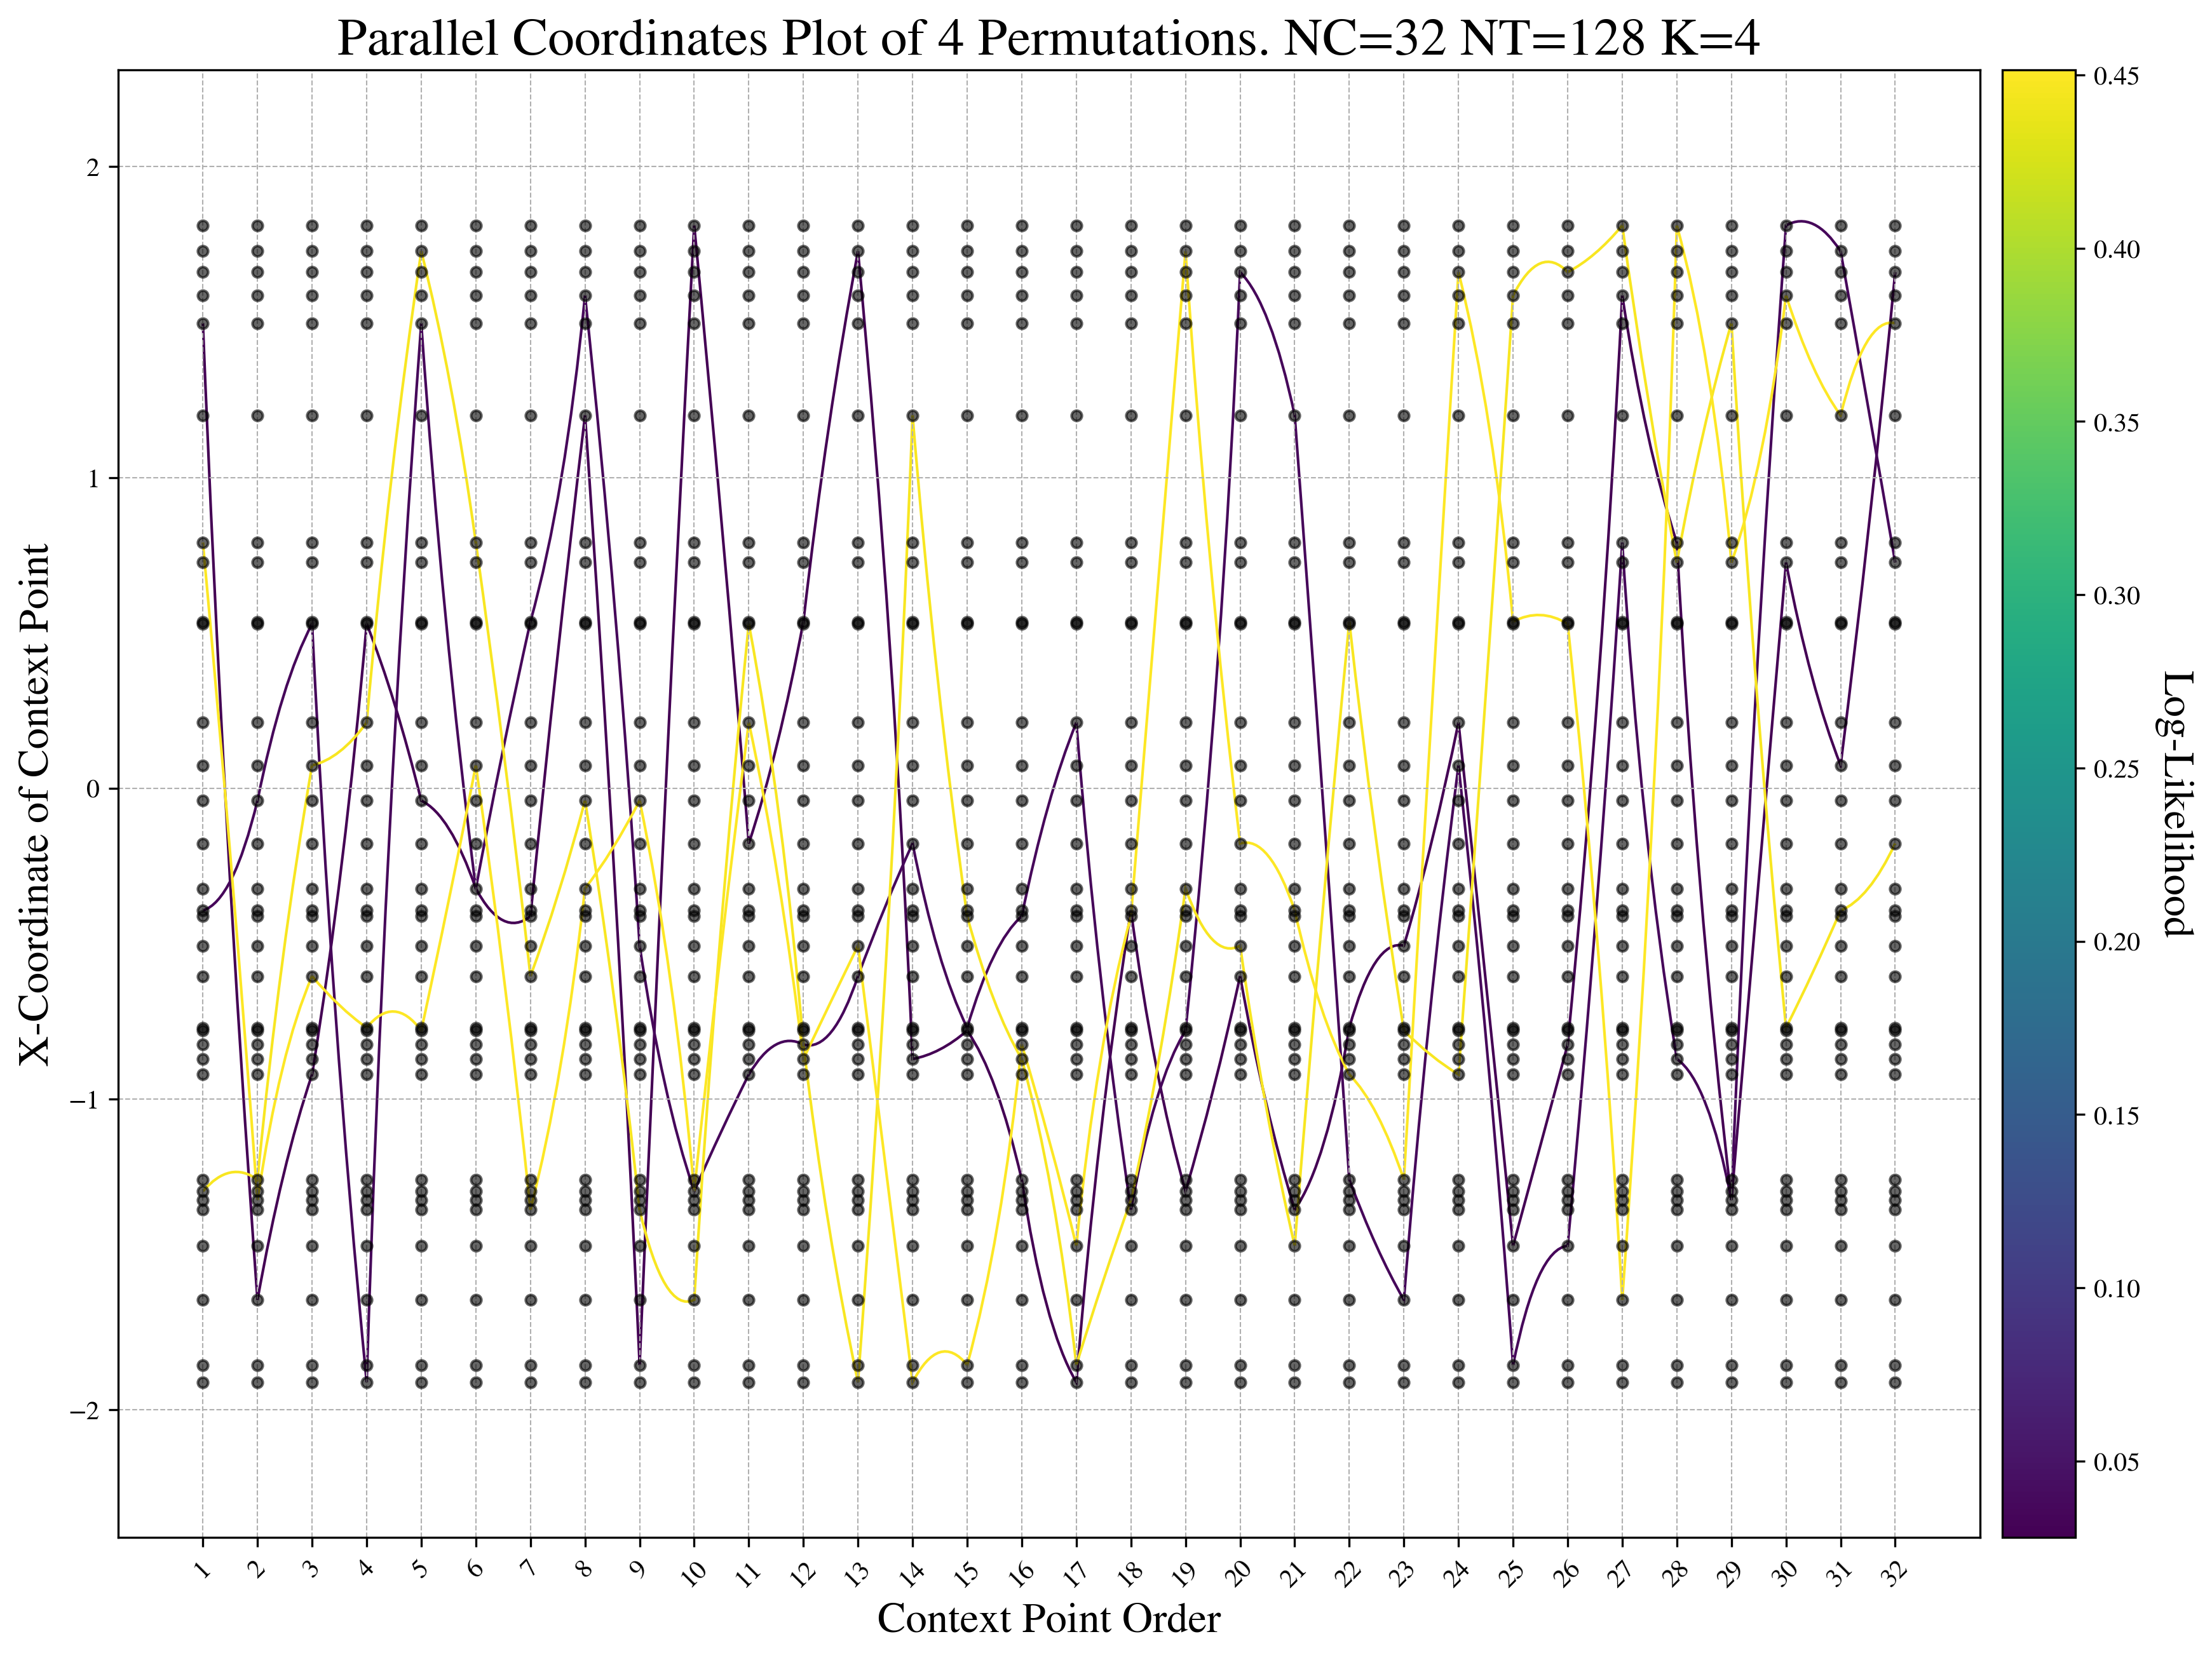 Parallel Coordinates Plot of 4 Permutations. NC=32 NT=128 K=4
X-Coordinate of Context Point
2
1
0
−1
−2
1 2 3 4 5 6 7 8 9 10 11 12 13 14 15 16 17 18 19 20 21 22 23 24 25 26 27 28 29 30 31 32
Context Point Order
0.45
0.40
0.35
0.30
0.25
0.20
0.15
0.10
0.05
Log-Likelihood